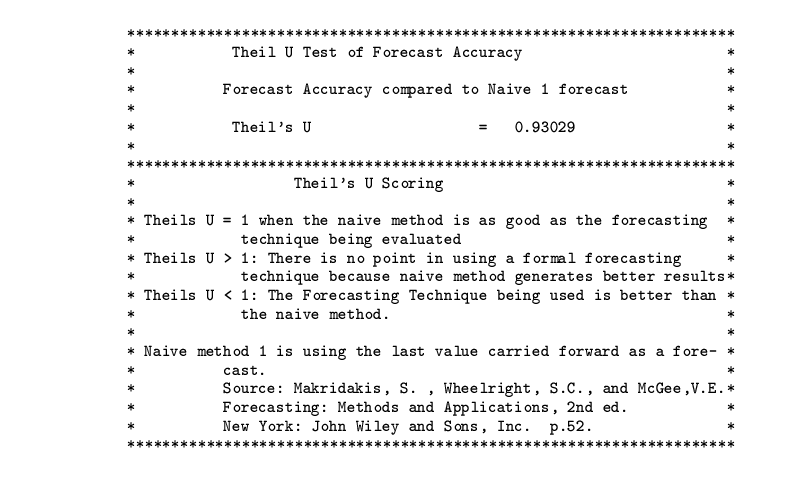 *********************************************************************
* Theil U Test of Forecast Accuracy *
* *
* Forecast Accuracy compared to Naive 1 forecast *
* *
* Theil's U = 0.93029 *
* *
*********************************************************************
* Theil's U Scoring *
* *
* Theils U = 1 when the naive method is as good as the forecasting *
* technique being evaluated *
* Theils U > 1: There is no point in using a formal forecasting *
* technique because naive method generates better results*
* Theils U < 1: The Forecasting Technique being used is better than *
* the naive method. *
* *
* Naive method 1 is using the last value carried forward as a fore- *
* cast. *
* Source: Makridakis, S. , Wheelright, S.C., and McGee,V.E.*
* Forecasting: Methods and Applications, 2nd ed. *
* New York: John Wiley and Sons, Inc. p.52. *
*********************************************************************